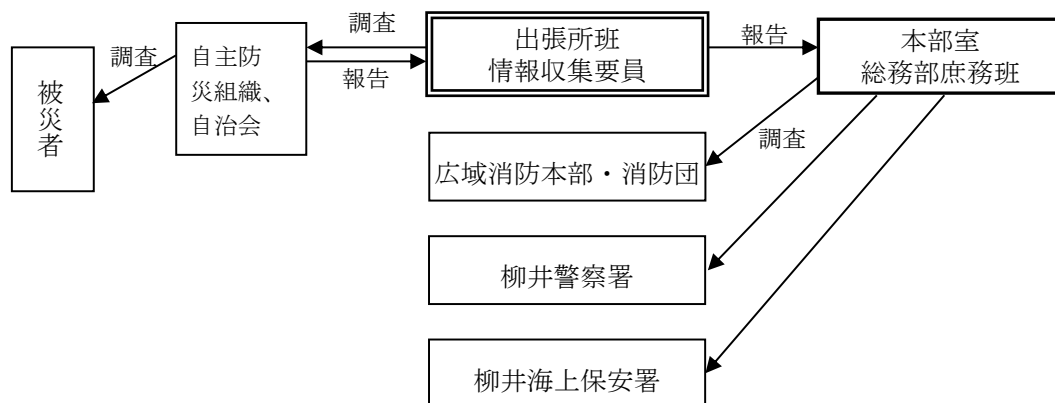 被災者
調査
自主防
災組織、
自治会
調査
報告
出張所班
情報収集要員
報告
本部室
総務部庶務班
調査
広域消防本部・消防団
柳井警察署
柳井海上保安署